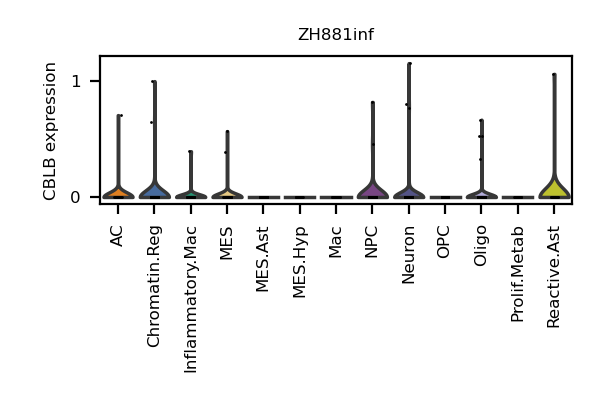 ZH881inf
CBLB expression
1
0
AC
Chromatin.Reg
Inflammatory.Mac
MES
MES.Ast
MES.Hyp
Mac
NPC
Neuron
OPC
Oligo
Prolif.Metab
Reactive.Ast